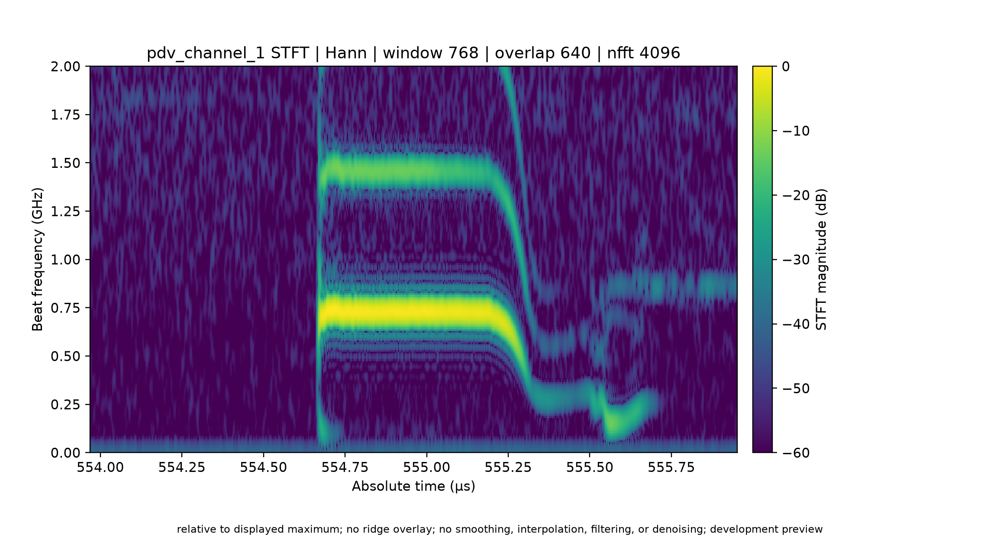 pdv_channel_1 STFT | Hann | window 768 | overlap 640 | nfft 4096
2.00
1.75
1.50
1.25
1.00
0.75
0.50
0.25
0.00
Beat frequency (GHz)
554.00 554.25 554.50 554.75 555.00 555.25 555.50 555.75
Absolute time (µs)
0
−10
−20
−30
−40
−50
−60
STFT magnitude (dB)
relative to displayed maximum; no ridge overlay; no smoothing, interpolation, filtering, or denoising; development preview